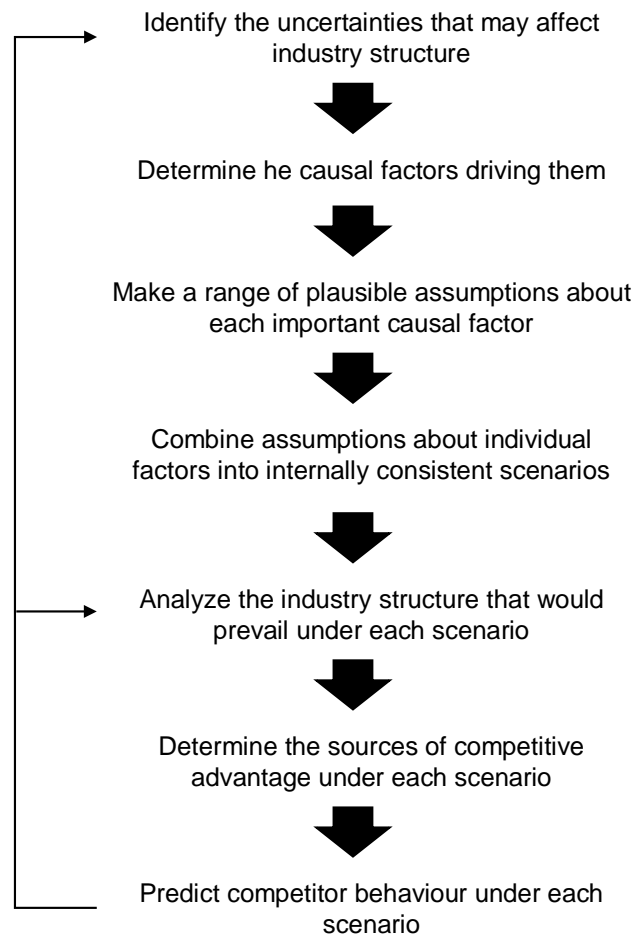 Identify the uncertainties that may affect
industry structure
Determine he causal factors driving them
Make a range of plausible assumptions about
each important causal factor
Combine assumptions about individual
factors into internally consistent scenarios
Analyze the industry structure that would
prevail under each scenario
Determine the sources of competitive
advantage under each scenario
Predict competitor behaviour under each
scenario